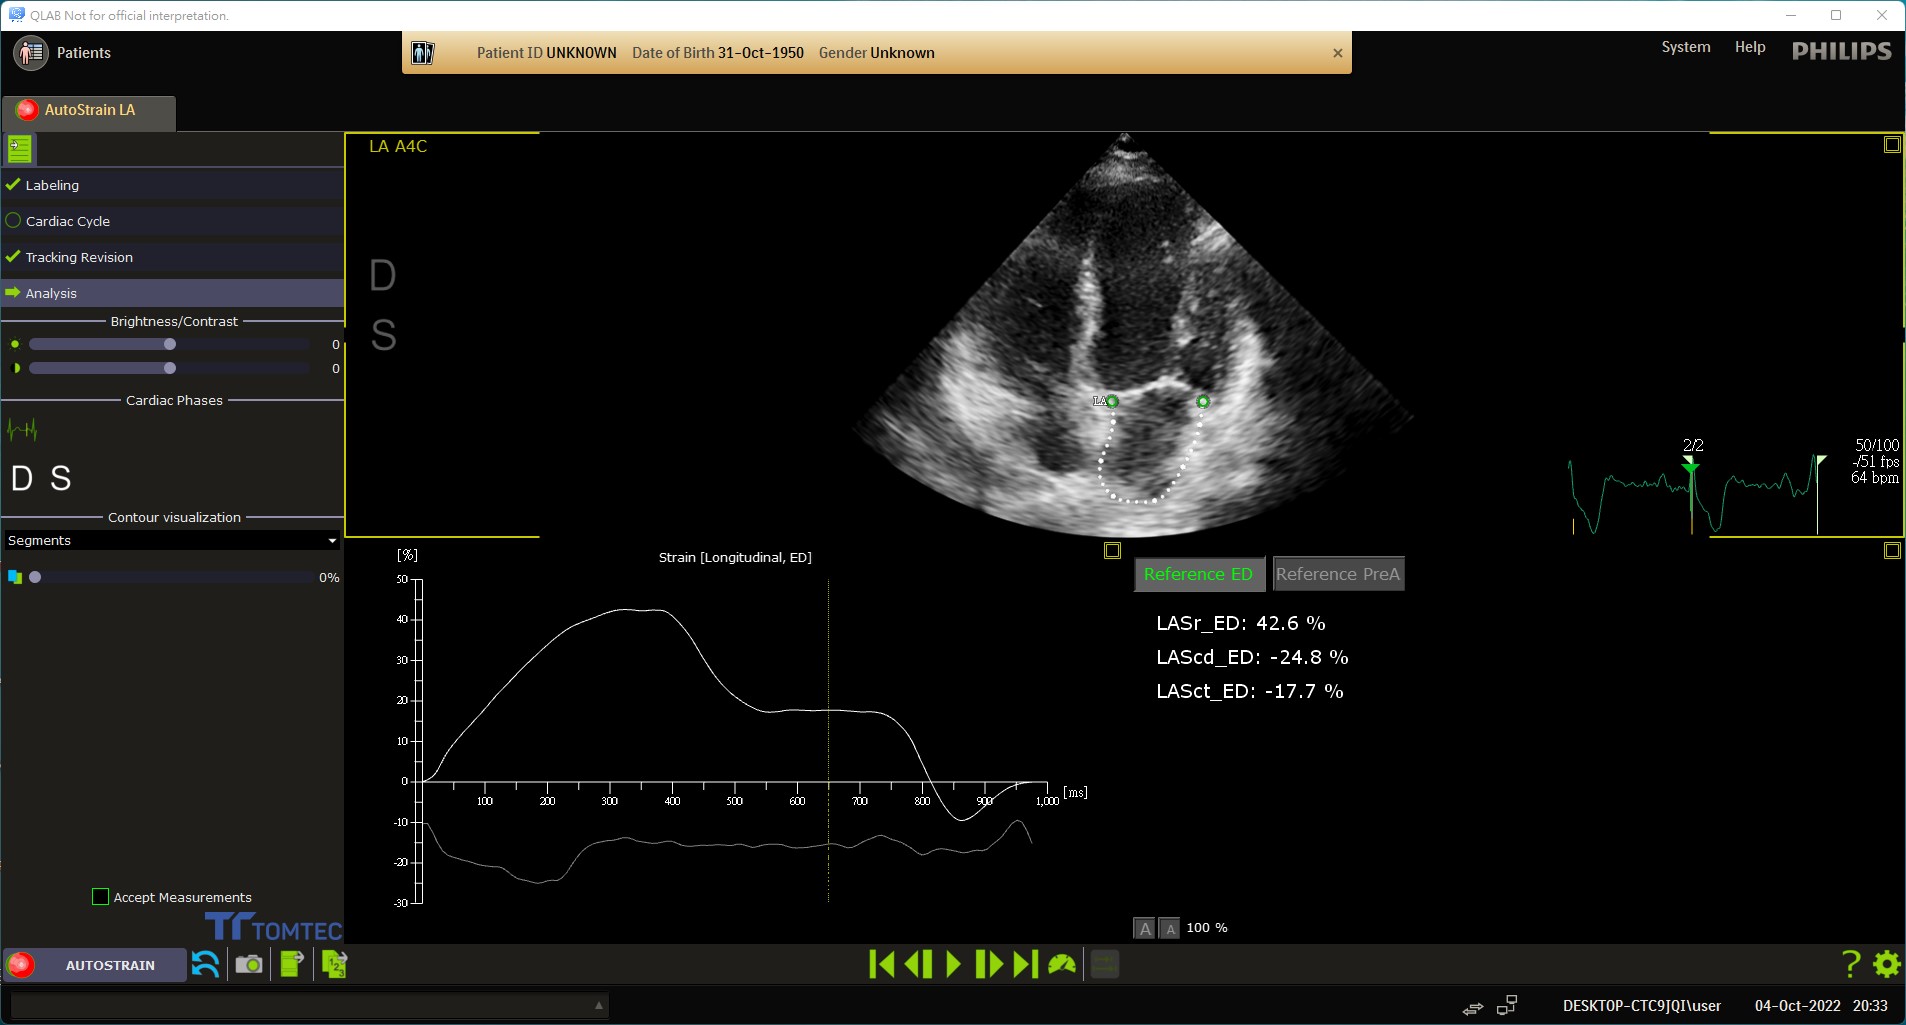 QLAB Not for official interpretation.
Patients
Patient ID UNKNOWN Date of Birth 31-Oct-1950 Gender Unknown
System Help PHILIPS
AutoStrain LA
Labeling
Cardiac Cycle
Tracking Revision
Analysis
Brightness/Contrast
0
0
Cardiac Phases
D S
Contour visualization
Segments
0%
Accept Measurements
TOMTEC
LA A4C
D
S
LA
2/2
50/100
-/51 fps
64 bpm
[%]
Strain [Longitudinal, ED]
50
40
30
20
10
0
-10
-20
-30
100 200 300 400 500 600 700 800 900 1,000 [ms]
Reference ED Reference PreA
LASr_ED: 42.6 %
LAScd_ED: -24.8 %
LASct_ED: -17.7 %
A A 100 %
AUTOSTRAIN
1 2 3
?
DESKTOP-CTC9JQI\user 04-Oct-2022 20:33